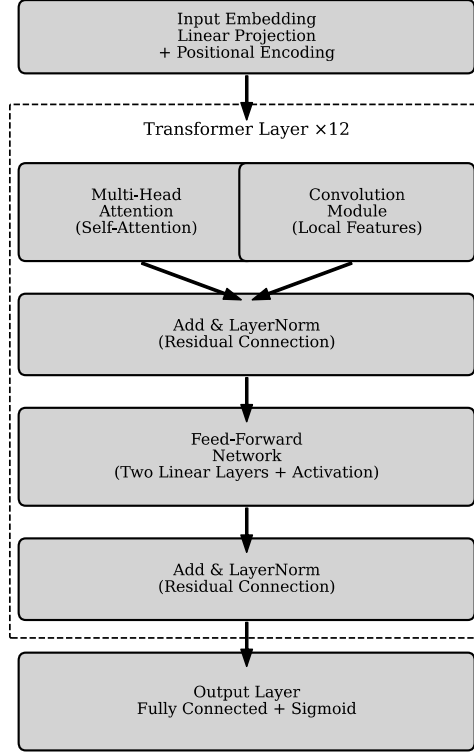 Input Embedding
Linear Projection
+ Positional Encoding
Transformer Layer ×12
Multi-Head
Attention
(Self-Attention)
Convolution
Module
(Local Features)
Add & LayerNorm
(Residual Connection)
Feed-Forward
Network
(Two Linear Layers + Activation)
Add & LayerNorm
(Residual Connection)
Output Layer
Fully Connected + Sigmoid